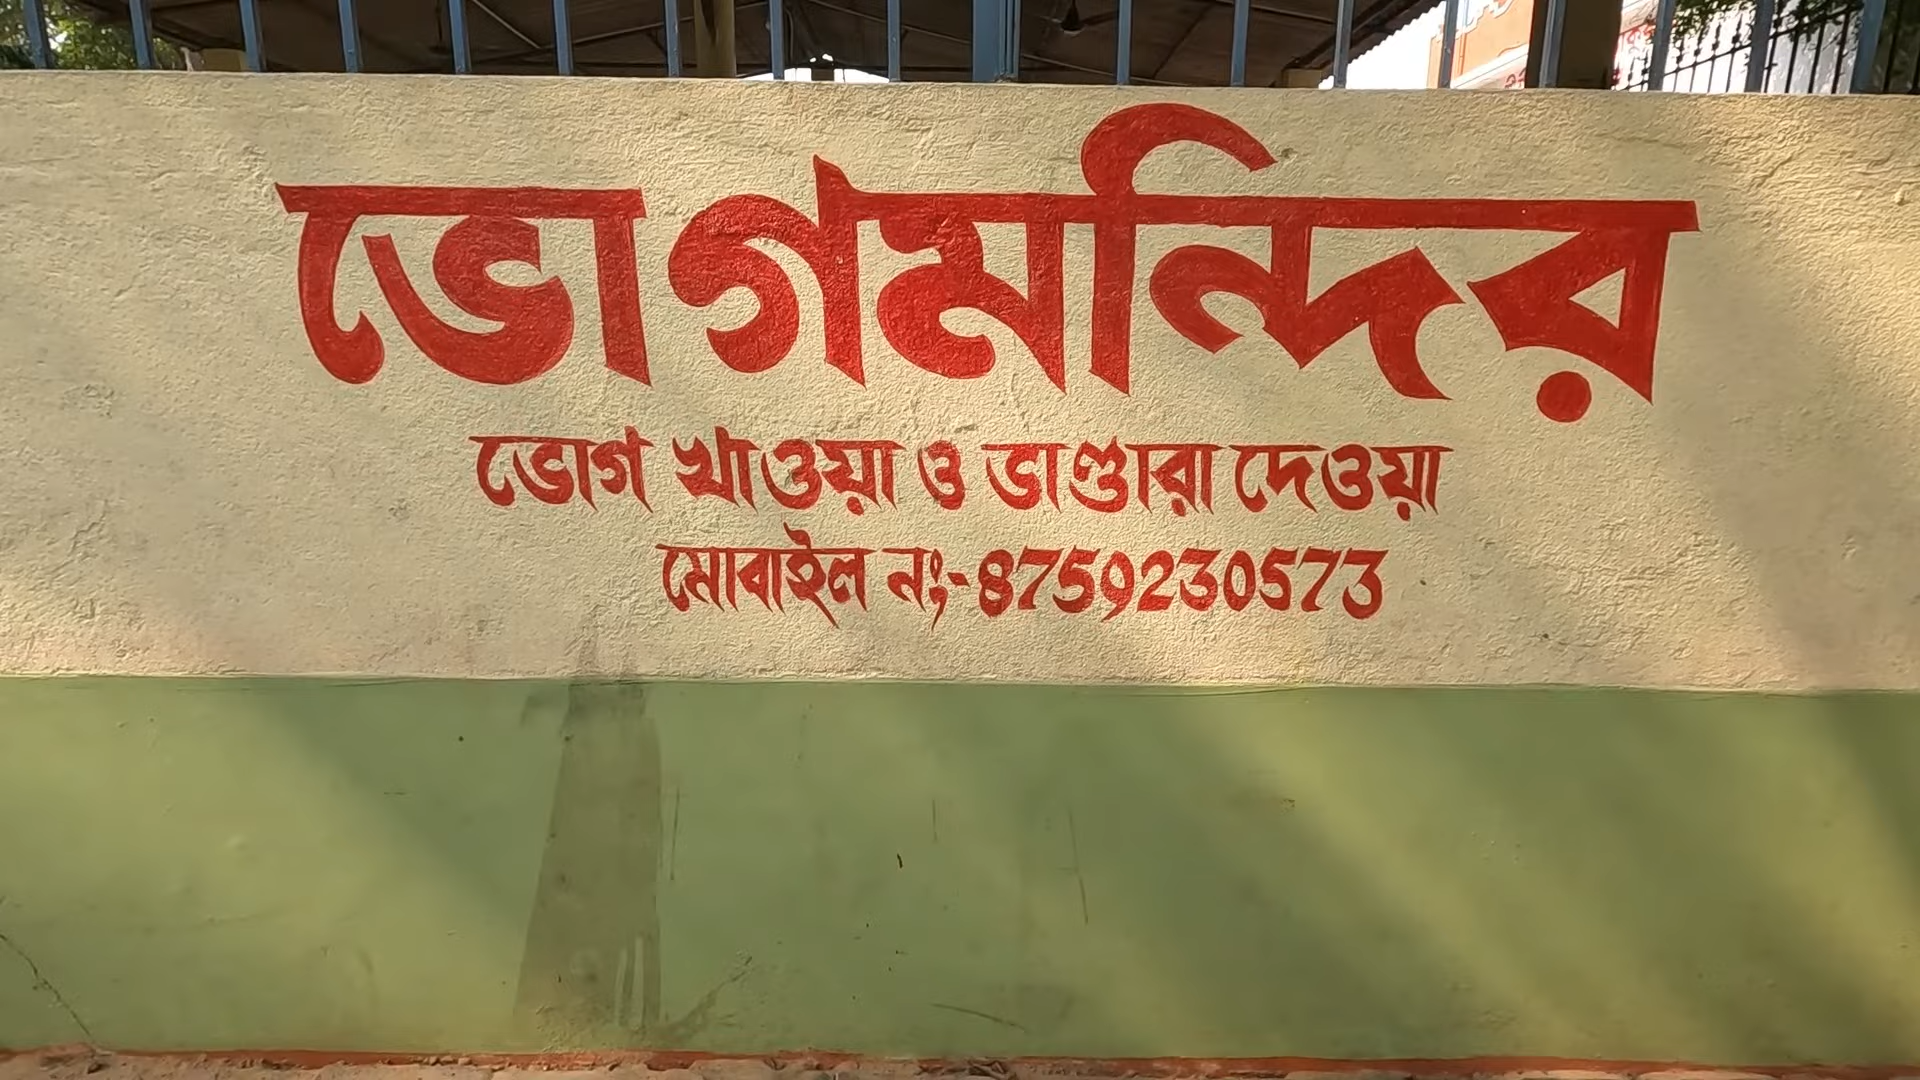 ভোগমন্দির
ভোগ খাওয়া ও ভাণ্ডারা দেওয়া
মোবাইল নং:-8759230573